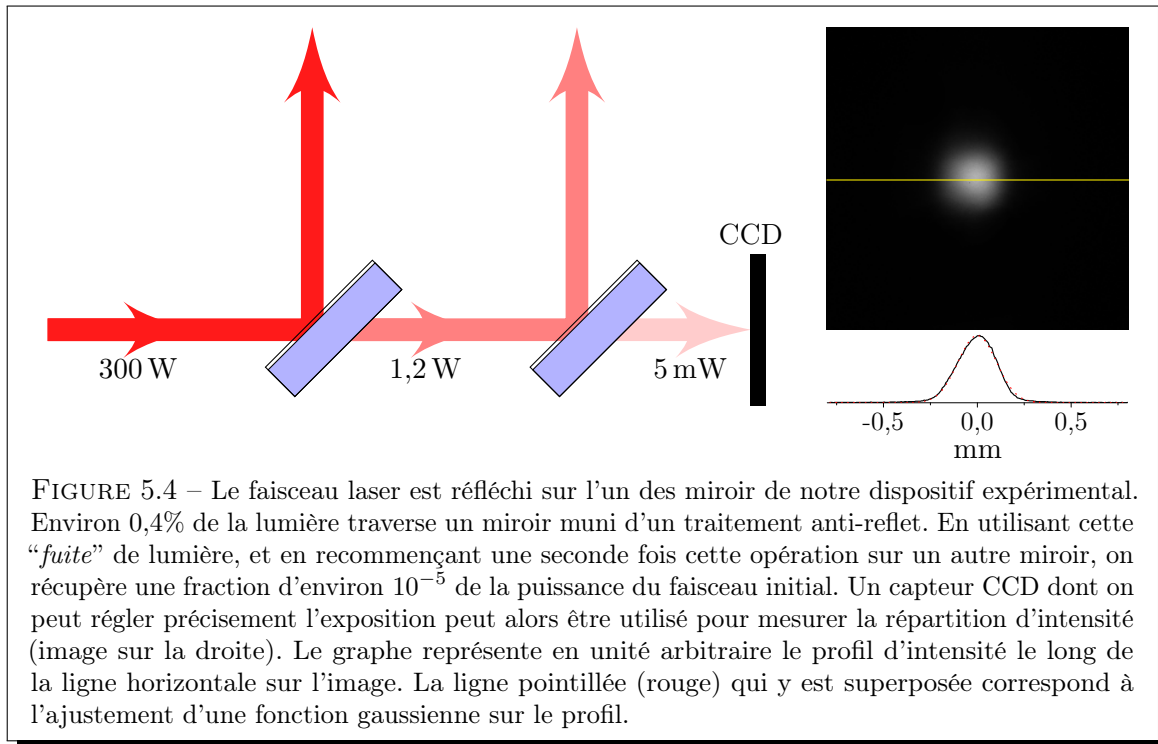 CCD
300 W
1,2 W
5 mW
-0,5 0,0 0,5
mm
FIGURE 5.4 – Le faisceau laser est réfléchi sur l'un des miroir de notre dispositif expérimental.
Environ 0,4% de la lumière traverse un miroir muni d'un traitement anti-reflet. En utilisant cette
“fuite” de lumière, et en recommençant une seconde fois cette opération sur un autre miroir, on
récupère une fraction d'environ 10⁻⁵ de la puissance du faisceau initial. Un capteur CCD dont on
peut régler précisement l'exposition peut alors être utilisé pour mesurer la répartition d'intensité
(image sur la droite). Le graphe représente en unité arbitraire le profil d'intensité le long de
la ligne horizontale sur l'image. La ligne pointillée (rouge) qui y est superposée correspond à
l'ajustement d'une fonction gaussienne sur le profil.